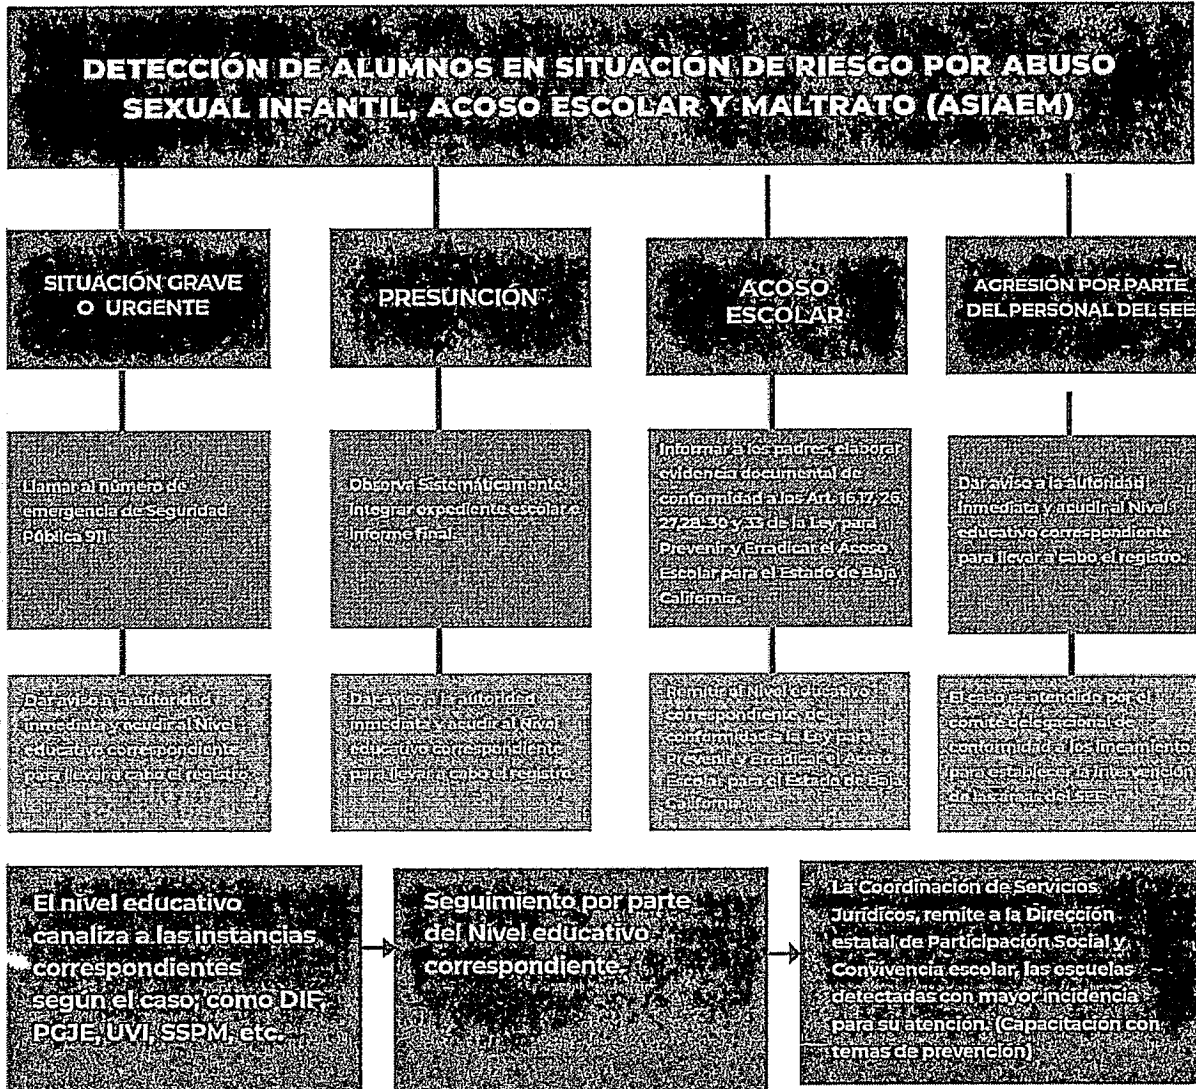 DETECCIÓN DE ALUMNOS EN SITUACIÓN DE RIESGO POR ABUSO
SEXUAL INFANTIL, ACOSO ESCOLAR Y MALTRATO (ASIAEM)
SITUACIÓN GRAVE
O URGENTE
PRESUNCIÓN
ACOSO
ESCOLAR
AGRESIÓN POR PARTE
DEL PERSONAL DEL SEE
Llamar al número de
emergencia de Seguridad
Pública 911
Observa Sistemáticamente
Integrar expediente escolar e
Informe Final
Informar a los padres, elaborar
evidencia documental de
conformidad a los Art. 16,17-26,
27,28-30 y 33 de la Ley para
Prevenir y Erradicar el Acoso
Escolar para el Estado de Baja
California.
Dar aviso a la autoridad
inmediata y acudir al Nivel
educativo correspondiente
para llevar a cabo el registro.
Dar aviso a la autoridad
inmediata y acudir al Nivel
educativo correspondiente
para llevar a cabo el registro
Dar aviso a la autoridad
inmediata y acudir al Nivel
educativo correspondiente
para llevar a cabo el registro
Remitir al Nivel educativo
correspondiente de
conformidad a la Ley para
Prevenir y Erradicar el Acoso
Escolar para el Estado de Baja
California
El caso es atendido por el
comité delegacional de
conformidad a los lineamientos
para establecer la intervención
del SEE
El nivel educativo
canaliza a las instancias
correspondientes
según el caso; como DIF,
PGJE, UVI, SSPM, etc.
Seguimiento por parte
del Nivel educativo
correspondiente.
La Coordinación de Servicios
Jurídicos, remite a la Dirección
estatal de Participación Social y
Convivencia escolar, las escuelas
detectadas con mayor incidencia
para su atención. (Capacitación con
temas de prevención)